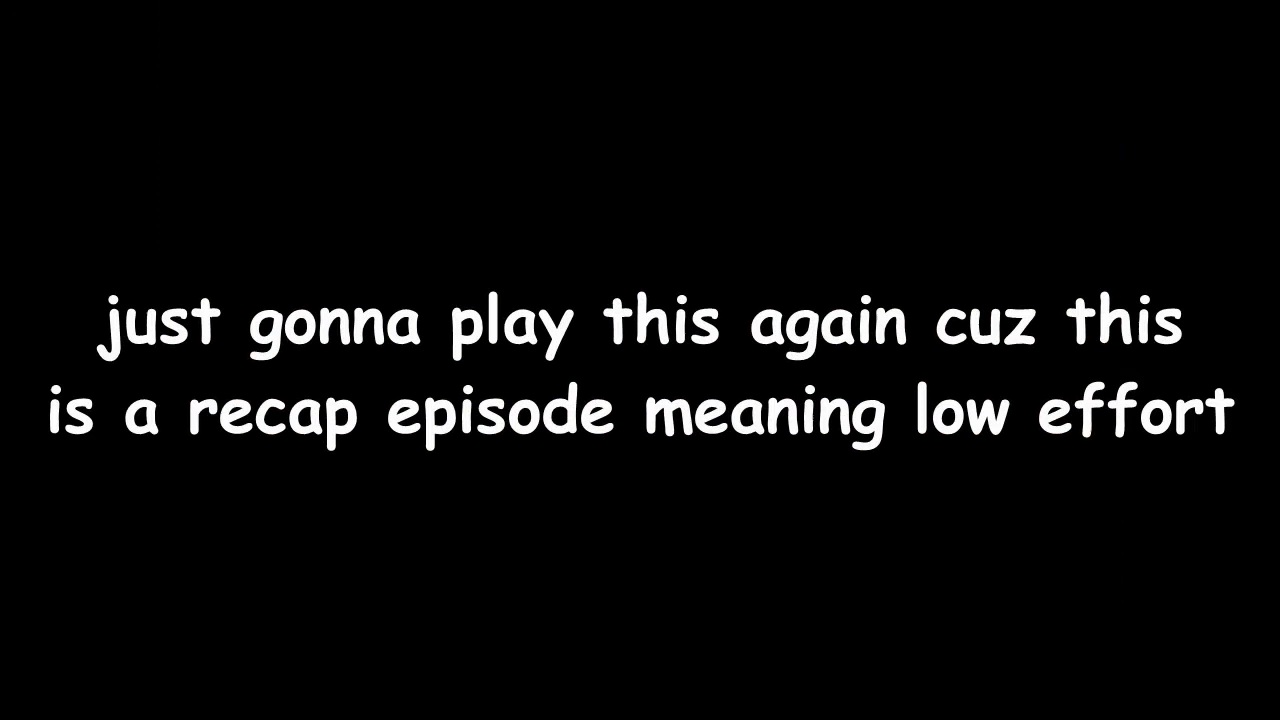 just gonna play this again cuz this
is a recap episode meaning low effort